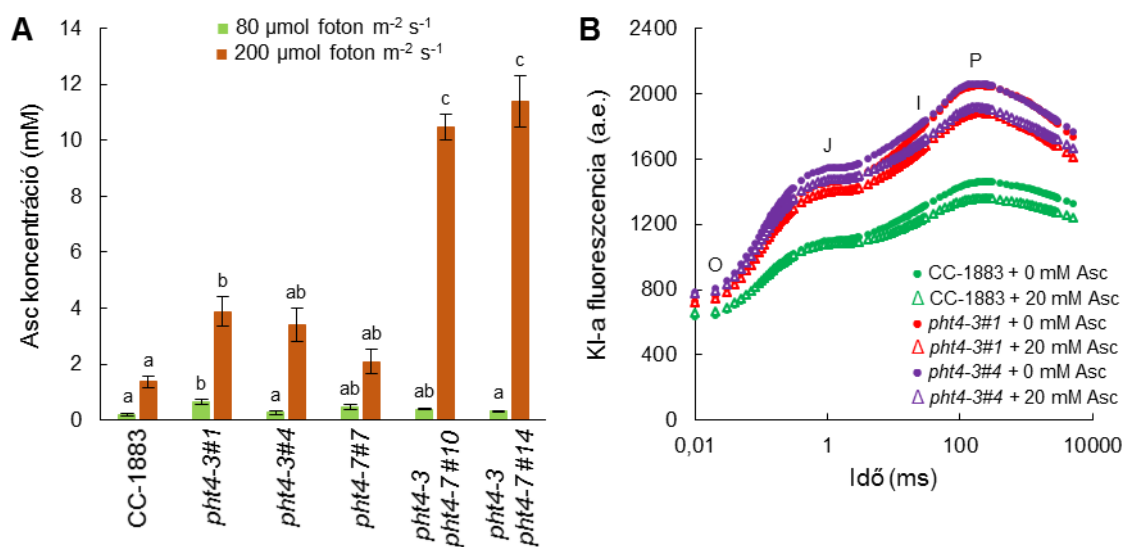 A
80 µmol foton m-2 s-1
200 µmol foton m-2 s-1
Asc koncentráció (mM)
14
12
10
8
6
4
2
0
a
a
b
b
a
ab
ab
ab
ab
c
a
c
CC-1883
pht4-3#1
pht4-3#4
pht4-7#7
pht4-3
pht4-7#10
pht4-3
pht4-7#14
B
Kl-a fluoreszcencia (a.e.)
2400
2000
1600
1200
800
400
0
O
J
I
P
CC-1883 + 0 mM Asc
CC-1883 + 20 mM Asc
pht4-3#1 + 0 mM Asc
pht4-3#1 + 20 mM Asc
pht4-3#4 + 0 mM Asc
pht4-3#4 + 20 mM Asc
0,01
1
100
10000
Idő (ms)